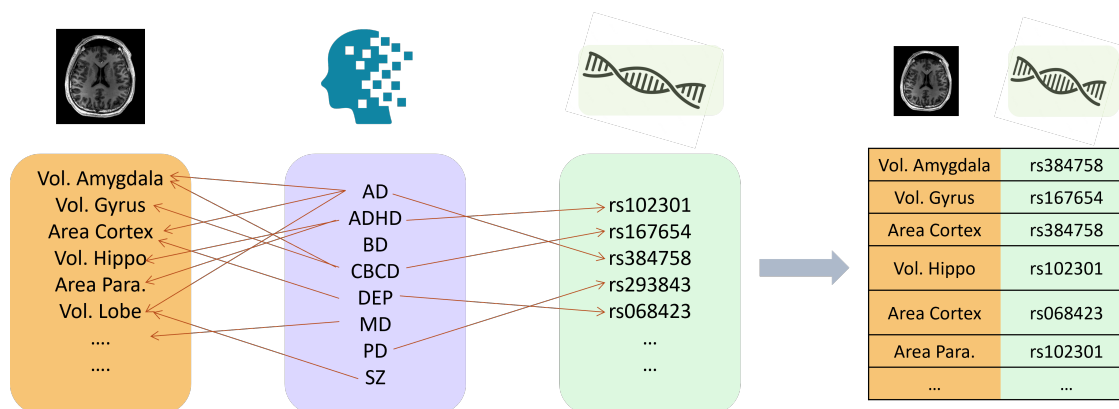 Vol. Amygdala
Vol. Gyrus
Area Cortex
Vol. Hippo
Area Para.
Vol. Lobe
....
....
AD
ADHD
BD
CBCD
DEP
MD
PD
SZ
rs102301
rs167654
rs384758
rs293843
rs068423
...
...
Vol. Amygdala rs384758
Vol. Gyrus rs167654
Area Cortex rs384758
Vol. Hippo rs102301
Area Cortex rs068423
Area Para. rs102301
... ...